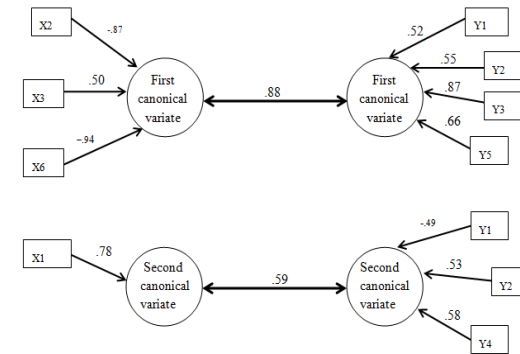 X2
-.87
Y1
.52
First
canonical
variate
.88
First
canonical
variate
.55
Y2
X3
.50
.87
Y3
.66
X6
-.94
Y5
X1
.78
Second
canonical
variate
.59
Second
canonical
variate
-.49
Y1
.53
Y2
.58
Y4